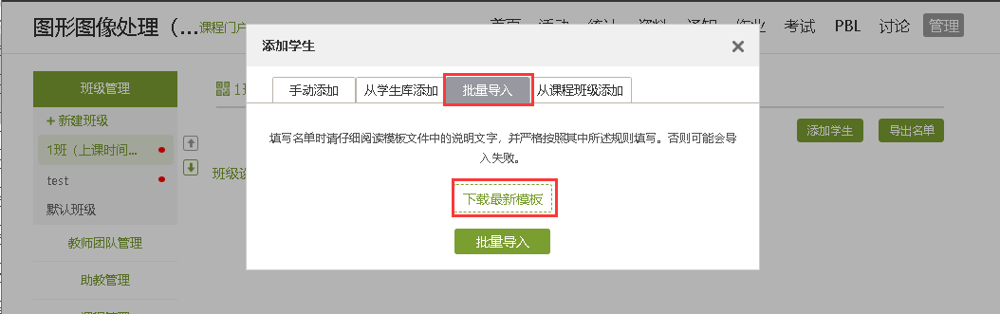 图形图像处理（...课程门户
首页 活动 统计 资料 通知 作业 考试 PBL 讨论 管理
添加学生
班级管理
手动添加 从学生库添加 批量导入 从课程班级添加
+ 新建班级
1班（上课时间...
test
默认班级
教师团队管理
助教管理
添加学生 导出名单
填写名单时请仔细阅读模板文件中的说明文字，并严格按照其中所述规则填写。否则可能会导
入失败。
班级设
下载最新模板
批量导入